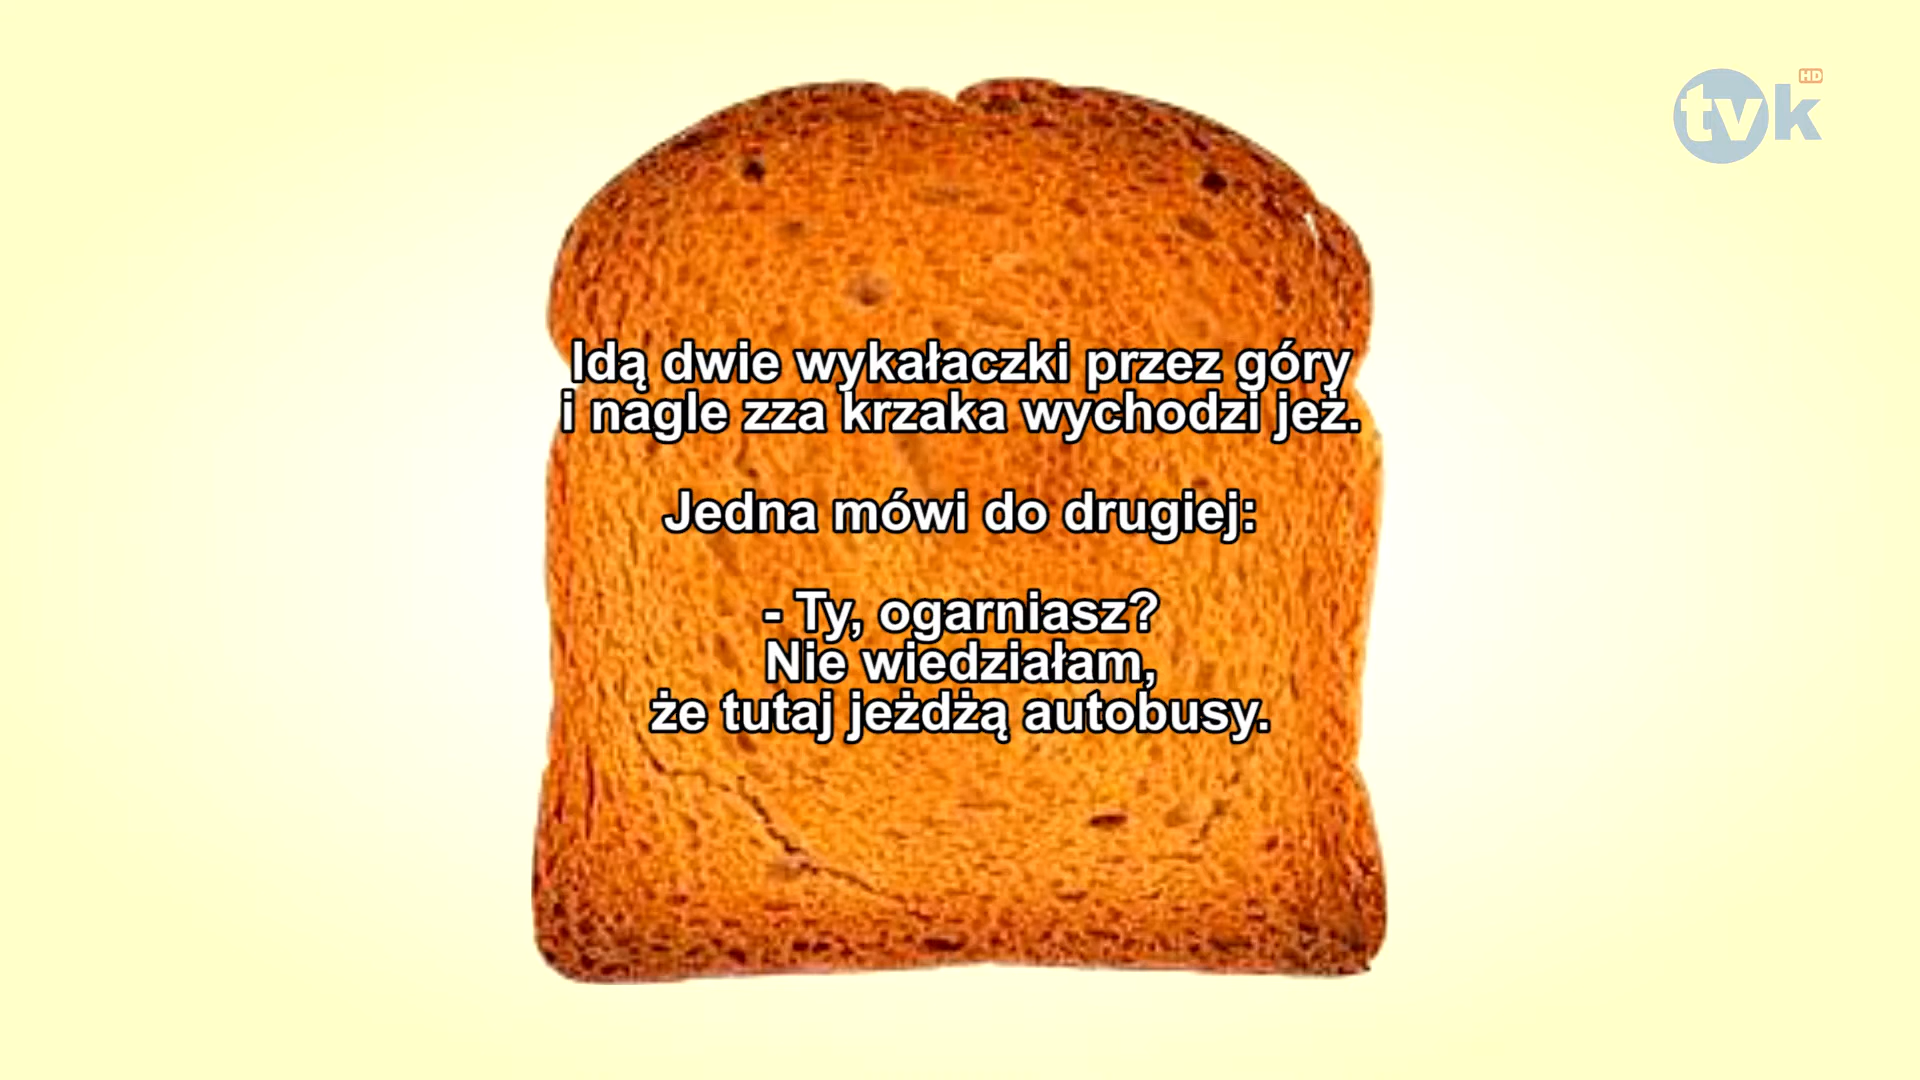 tvk HD
Idą dwie wykałaczki przez góry
i nagle zza krzaka wychodzi jeż.
Jedna mówi do drugiej:
- Ty, ogarniasz?
Nie wiedziałam,
że tutaj jeżdżą autobusy.